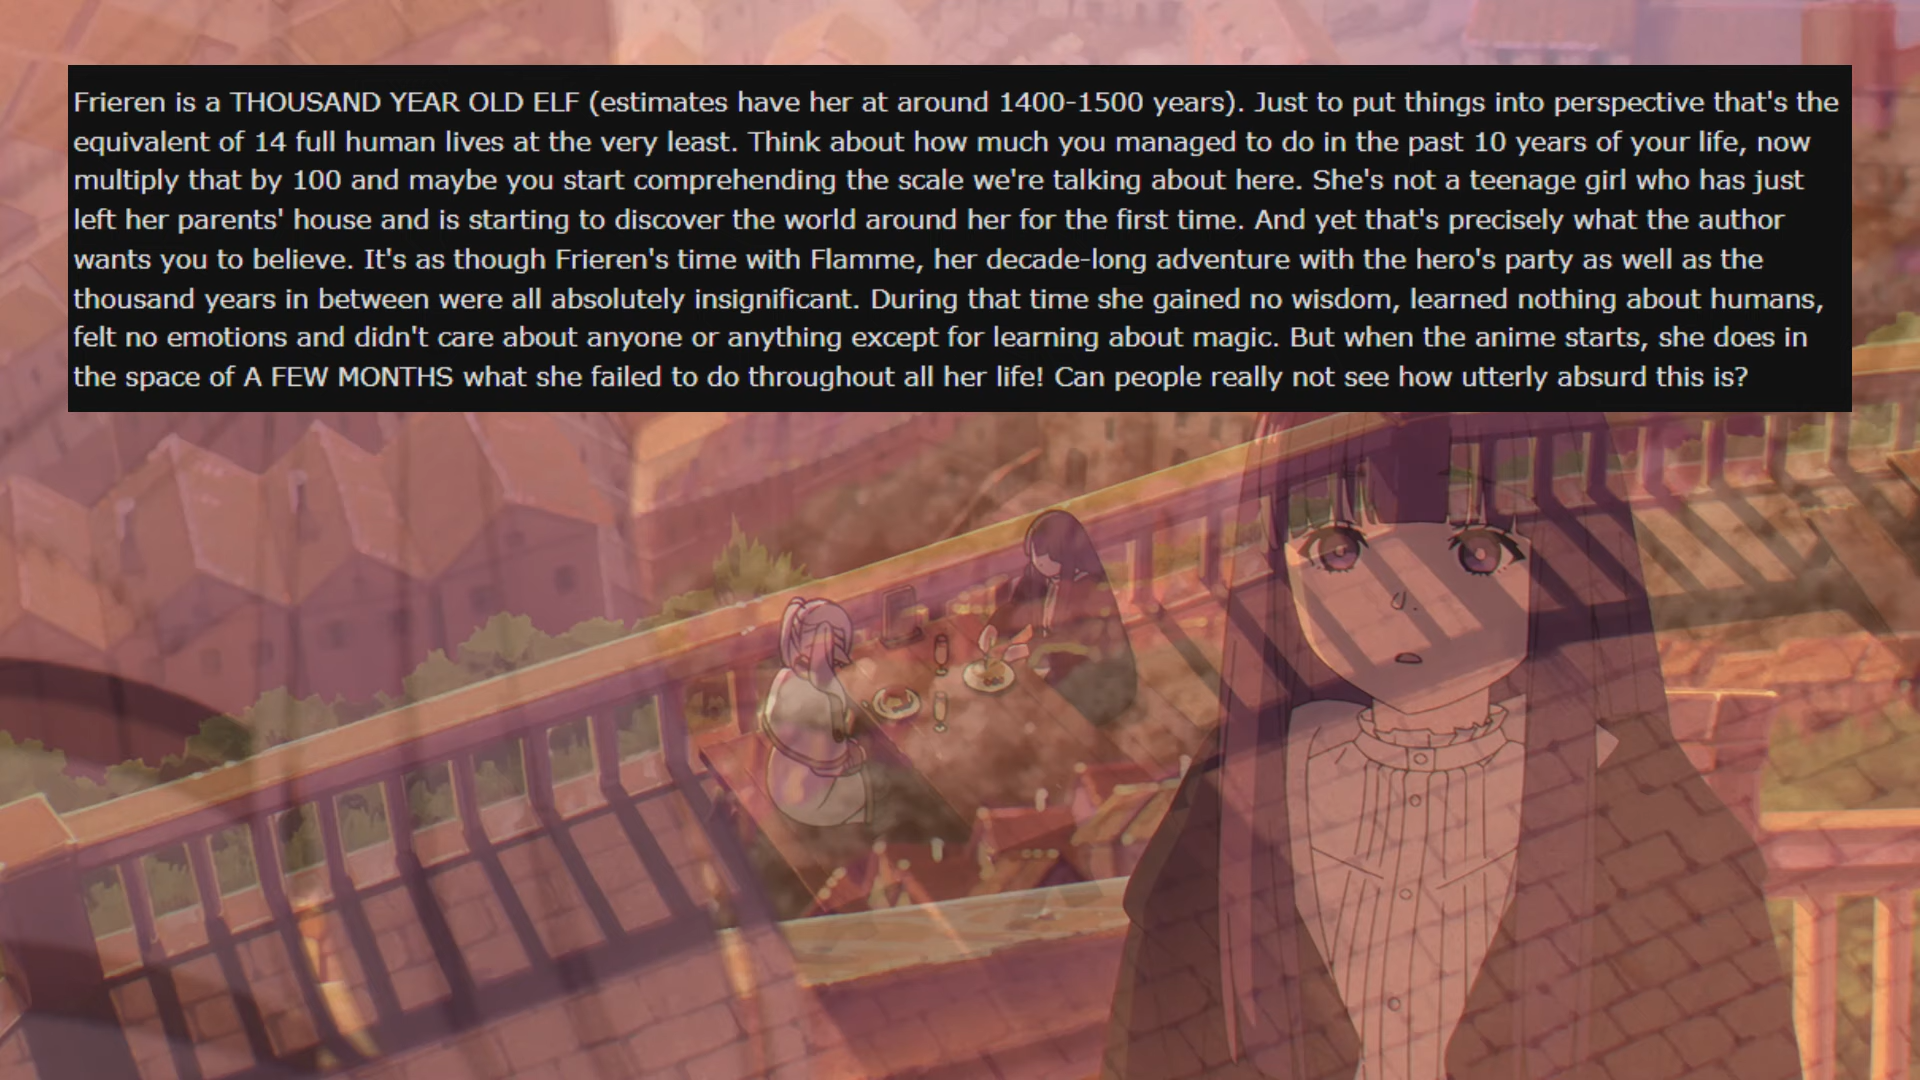 Frieren is a THOUSAND YEAR OLD ELF (estimates have her at around 1400-1500 years). Just to put things into perspective that's the
equivalent of 14 full human lives at the very least. Think about how much you managed to do in the past 10 years of your life, now
multiply that by 100 and maybe you start comprehending the scale we're talking about here. She's not a teenage girl who has just
left her parents' house and is starting to discover the world around her for the first time. And yet that's precisely what the author
wants you to believe. It's as though Frieren's time with Flamme, her decade-long adventure with the hero's party as well as the
thousand years in between were all absolutely insignificant. During that time she gained no wisdom, learned nothing about humans,
felt no emotions and didn't care about anyone or anything except for learning about magic. But when the anime starts, she does in
the space of A FEW MONTHS what she failed to do throughout all her life! Can people really not see how utterly absurd this is?